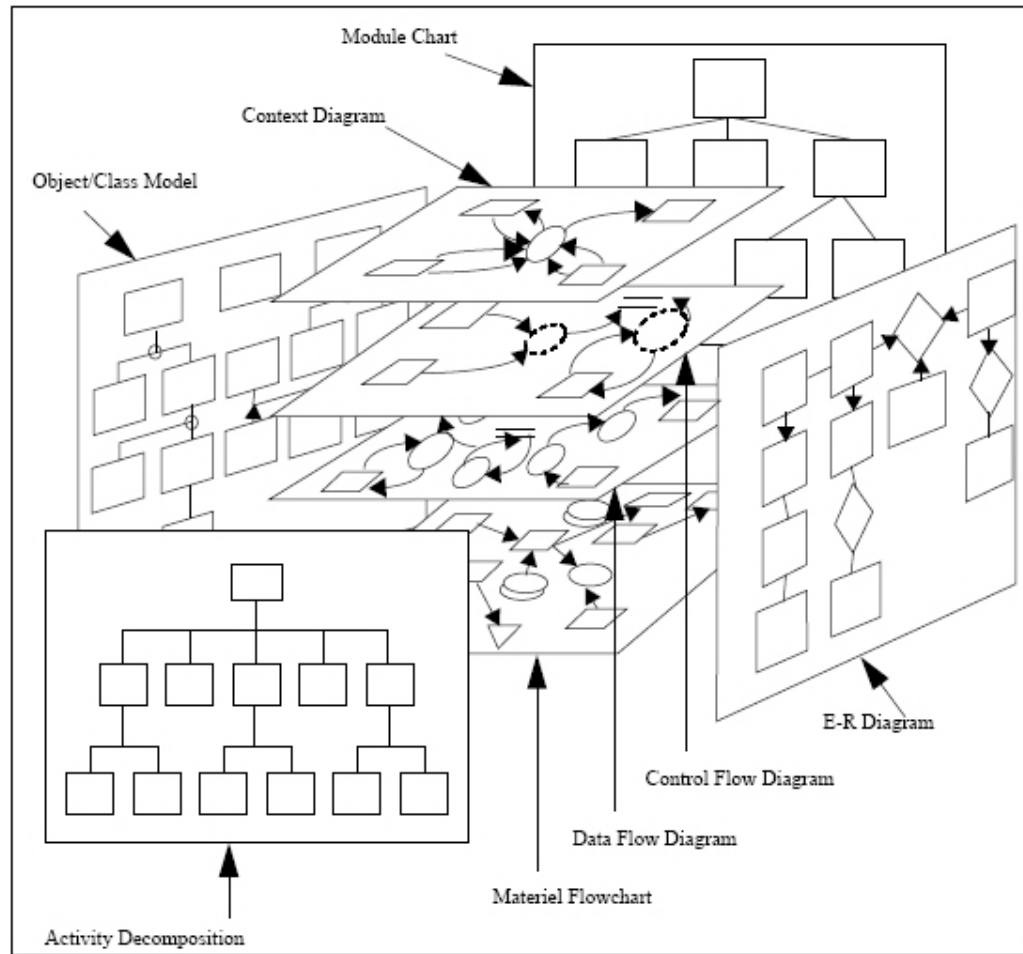 Module Chart
Context Diagram
Object/Class Model
E-R Diagram
Control Flow Diagram
Data Flow Diagram
Materiel Flowchart
Activity Decomposition